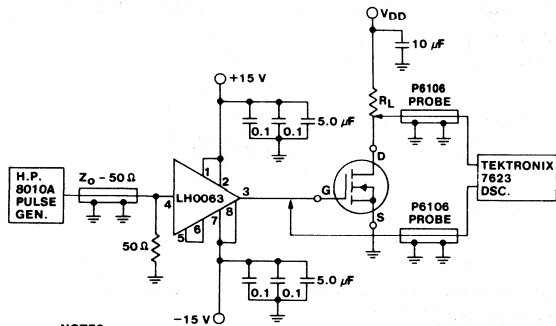 VDD
10 µF
+15 V
P6106
PROBE
RL
0.1
0.1
5.0 µF
D
1
2
H.P.
8010A
PULSE
GEN.
Z₀ - 50 Ω
4
LH0063
3
G
TEKTRONIX
7623
DSC.
7
8
5
6
50 Ω
S
P6106
PROBE
0.1
0.1
5.0 µF
−15 V